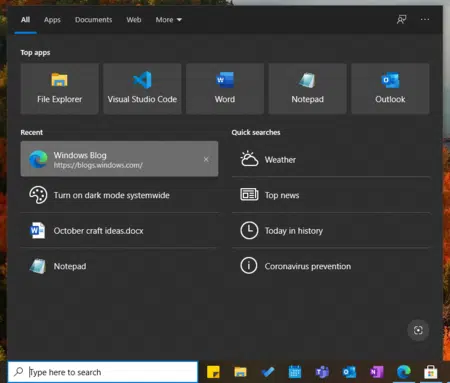 All Apps Documents Web More
Top apps
File Explorer Visual Studio Code Word Notepad Outlook
Recent Quick searches
Windows Blog
https://blogs.windows.com/
Weather
Turn on dark mode systemwide Top news
October craft ideas.docx Today in history
Notepad Coronavirus prevention
Type here to search